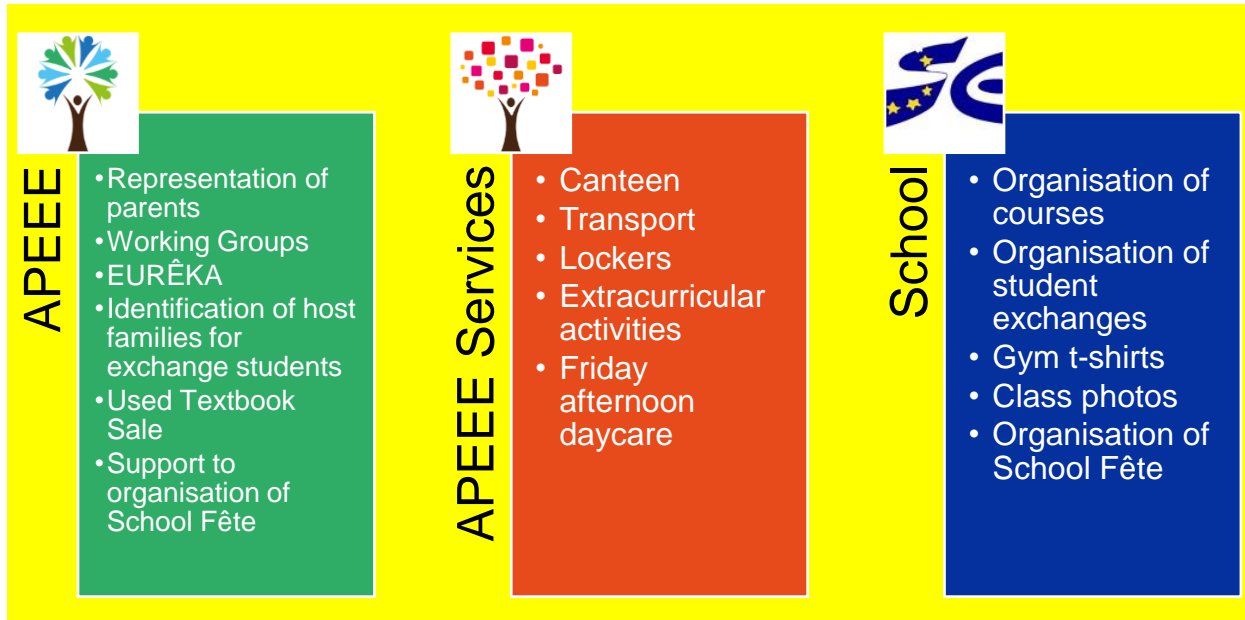 APEEE
•Representation of
parents
•Working Groups
•EURÊKA
•Identification of host
families for
exchange students
•Used Textbook
Sale
•Support to
organisation of
School Fête
APEEE Services
• Canteen
• Transport
• Lockers
• Extracurricular
activities
• Friday
afternoon
daycare
School
• Organisation of
courses
• Organisation of
student
exchanges
• Gym t-shirts
• Class photos
• Organisation of
School Fête